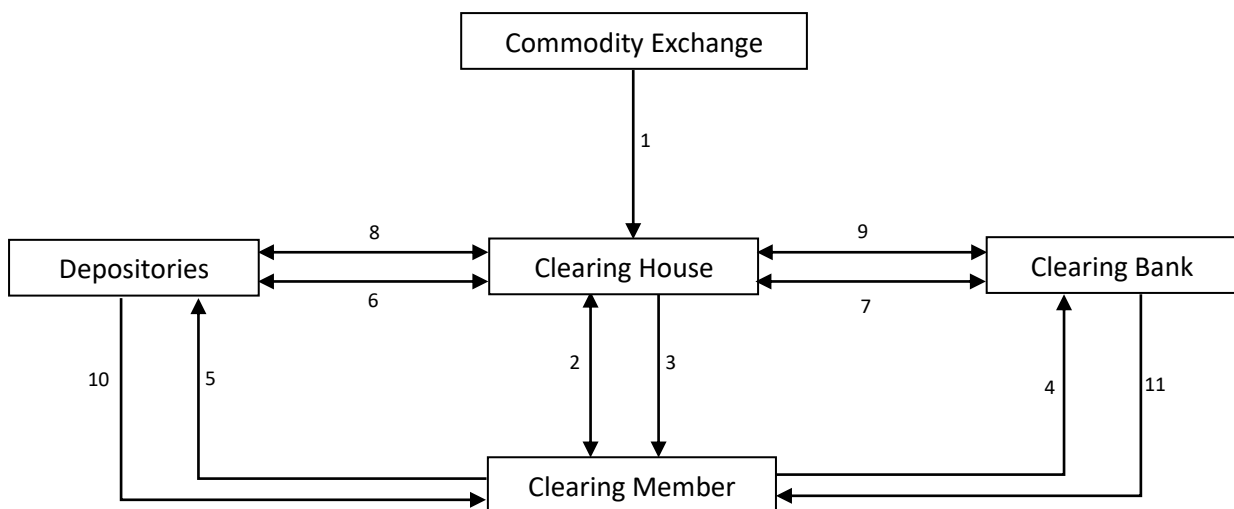 Commodity Exchange
1
8
9
Depositories
Clearing House
Clearing Bank
6
7
10
5
2
3
4
11
Clearing Member